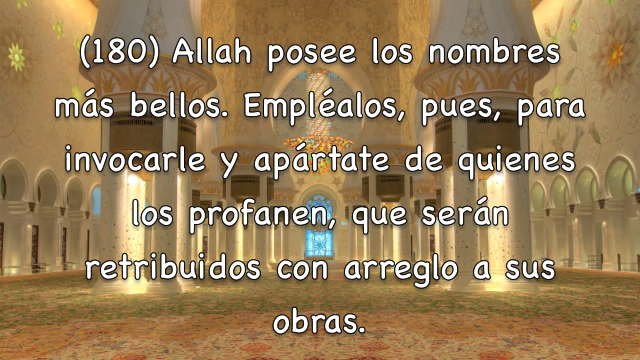 (180) Allah posee los nombres
más bellos. Empléalos, pues, para
invocarle y apártate de quienes
los profanen, que serán
retribuidos con arreglo a sus
obras.